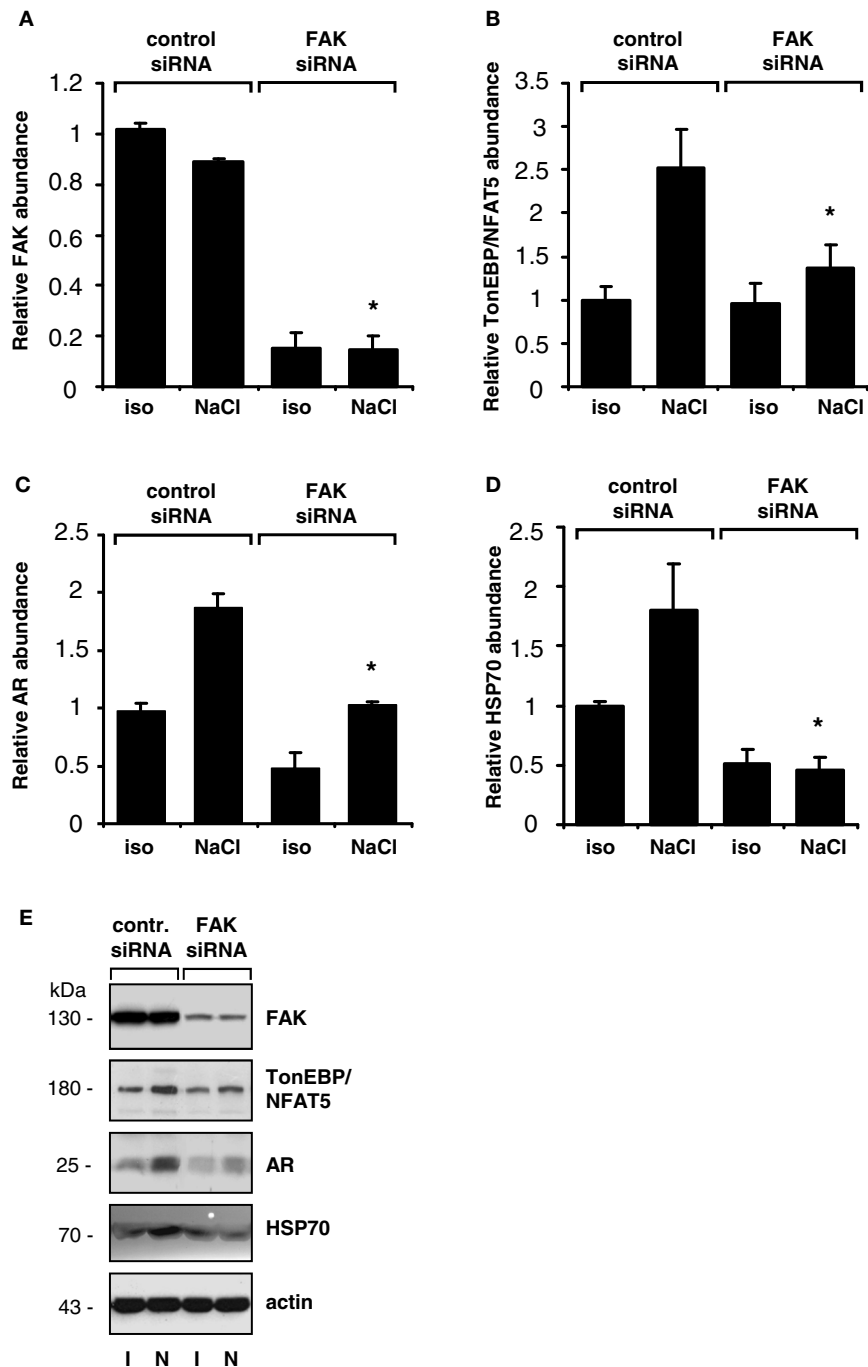 A
control
siRNA
FAK
siRNA
Relative FAK abundance
1.2
1
0.8
0.6
0.4
0.2
0
*
iso
NaCl
iso
NaCl
B
control
siRNA
FAK
siRNA
Relative TonEBP/NFAT5 abundance
3.5
3
2.5
2
1.5
1
0.5
0
*
iso
NaCl
iso
NaCl
C
control
siRNA
FAK
siRNA
Relative AR abundance
2.5
2
1.5
1
0.5
0
*
iso
NaCl
iso
NaCl
D
control
siRNA
FAK
siRNA
Relative HSP70 abundance
2.5
2
1.5
1
0.5
0
*
iso
NaCl
iso
NaCl
E
contr.
siRNA
FAK
siRNA
kDa
130 -
FAK
180 -
TonEBP/
NFAT5
25 -
AR
70 -
HSP70
43 -
actin
I N I N